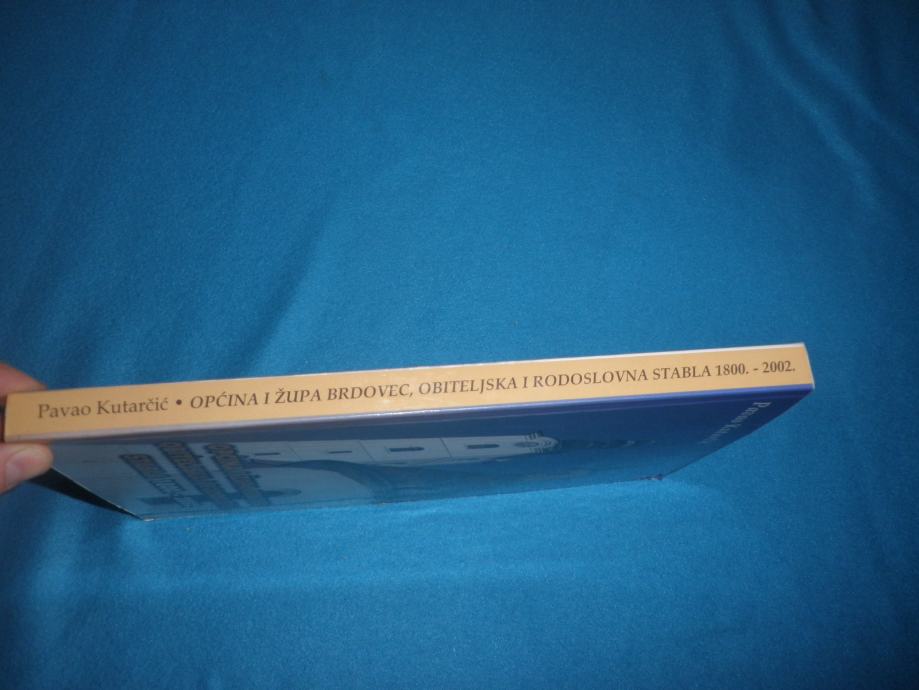 Pavao Kutarčić • OPĆINA I ŽUPA BRDOVEC, OBITELJSKA I RODOSLOVNA STABLA 1800. - 2002.